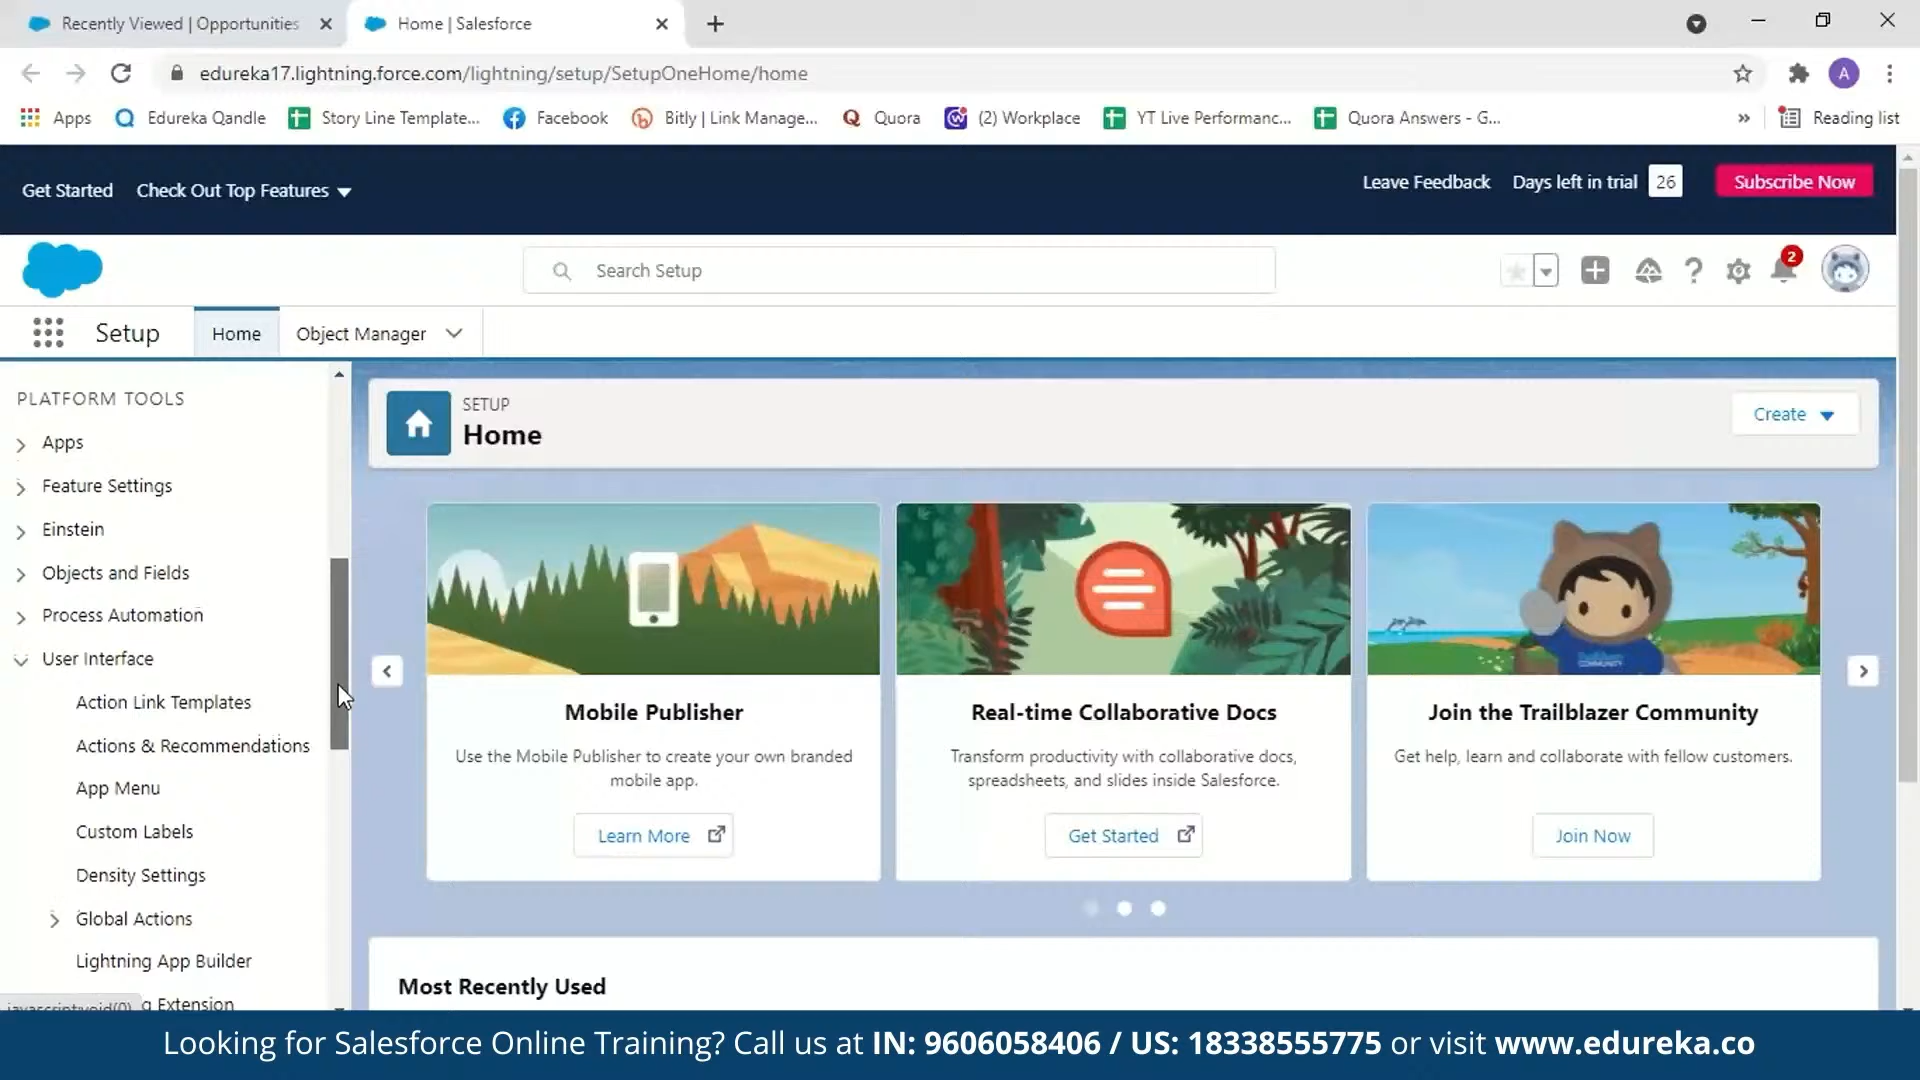 Recently Viewed | Opportunities
Home | Salesforce
edureka17.lightning.force.com/lightning/setup/SetupOneHome/home
A
Apps
Edureka Qandle
Story Line Template...
Facebook
Bitly | Link Manage...
Quora
(2) Workplace
YT Live Performanc...
Quora Answers - G...
»
Reading list
Get Started
Check Out Top Features
Leave Feedback
Days left in trial 26
Subscribe Now
Search Setup
2
Setup
Home
Object Manager
PLATFORM TOOLS
Apps
Feature Settings
Einstein
Objects and Fields
Process Automation
User Interface
Action Link Templates
Actions & Recommendations
App Menu
Custom Labels
Density Settings
Global Actions
Lightning App Builder
g Extension
javascript:void(0)
SETUP
Home
Create
Mobile Publisher
Use the Mobile Publisher to create your own branded
mobile app.
Learn More
Real-time Collaborative Docs
Transform productivity with collaborative docs,
spreadsheets, and slides inside Salesforce.
Get Started
COMMUNITY
Join the Trailblazer Community
Get help, learn and collaborate with fellow customers.
Join Now
Most Recently Used
Looking for Salesforce Online Training? Call us at IN: 9606058406 / US: 18338555775 or visit www.edureka.co